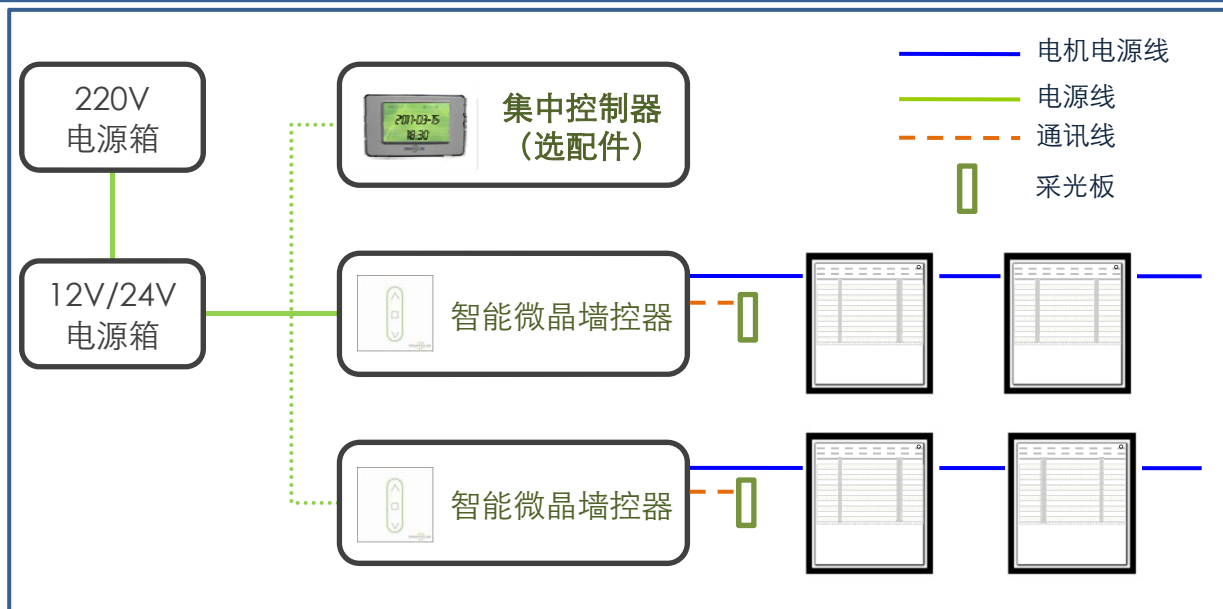 220V
电源箱
集中控制器
（选配件）
2011-03-15
18:30
电机电源线
电源线
通讯线
采光板
12V/24V
电源箱
智能微晶墙控器
智能微晶墙控器